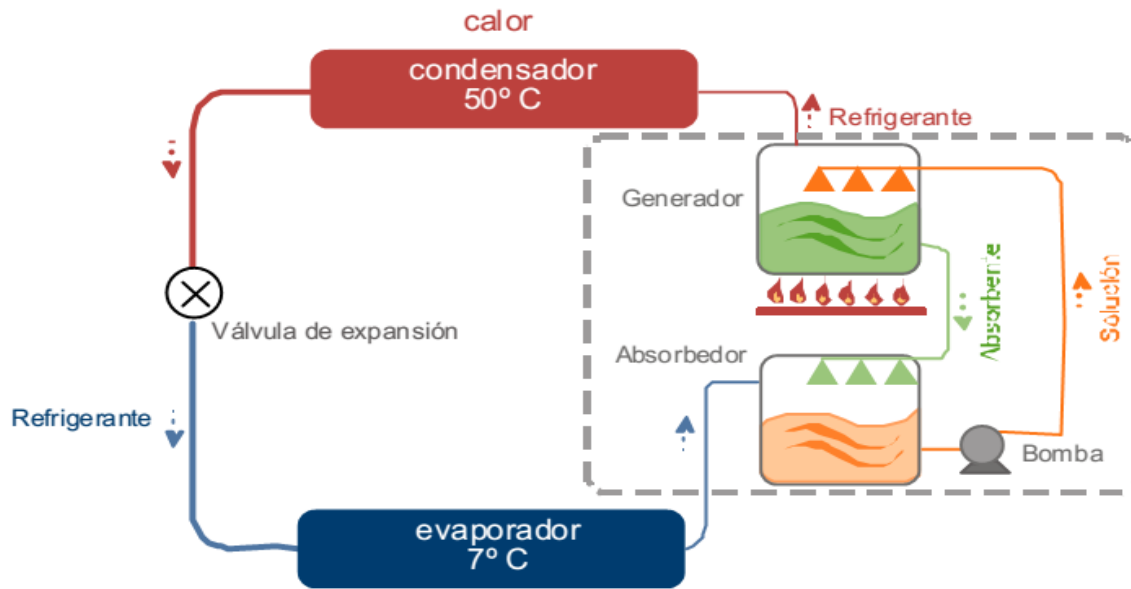 calor
condensador
50º C
Refrigerante
Generador
Absorbente
Solución
Válvula de expansión
Absorbedor
Refrigerante
Bomba
evaporador
7º C